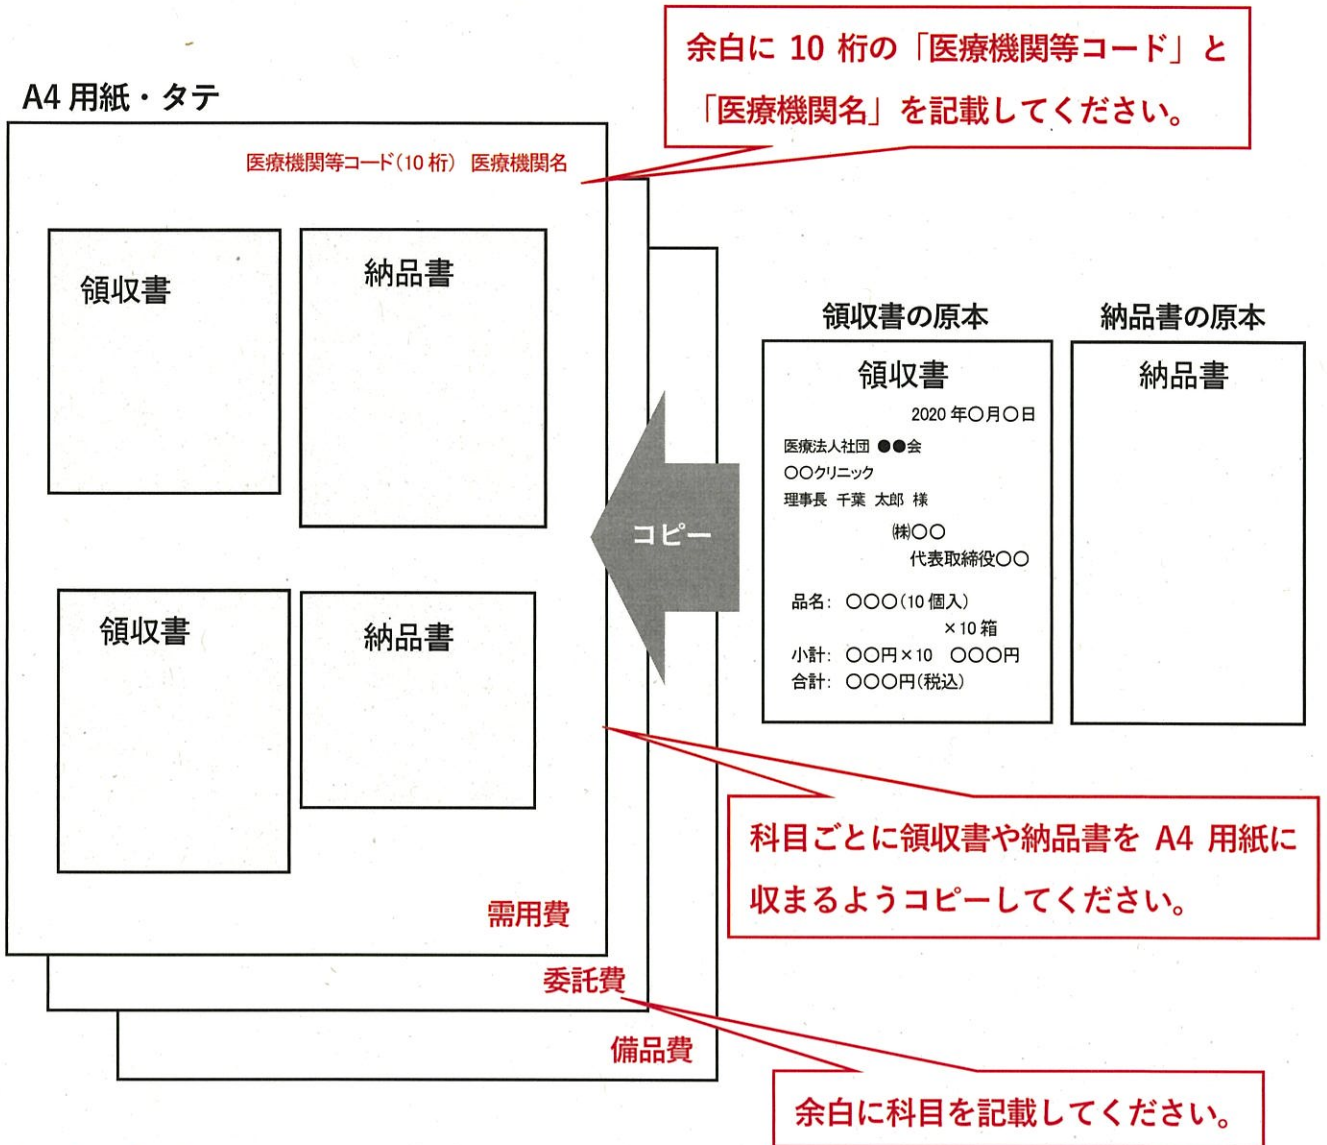 余白に 10 桁の「医療機関等コード」と
「医療機関名」を記載してください。
A4 用紙・タテ
医療機関等コード(10 桁) 医療機関名
領収書
納品書
領収書
納品書
需用費
委託費
備品費
コピー
領収書の原本
領収書
2020 年〇月〇日
医療法人社団 ●●会
〇〇クリニック
理事長 千葉 太郎 様
㈱〇〇
代表取締役〇〇
品名: 〇〇〇(10 個入)
×10 箱
小計: 〇〇円×10 〇〇〇円
合計: 〇〇〇円(税込)
納品書の原本
納品書
科目ごとに領収書や納品書を A4 用紙に
収まるようコピーしてください。
余白に科目を記載してください。